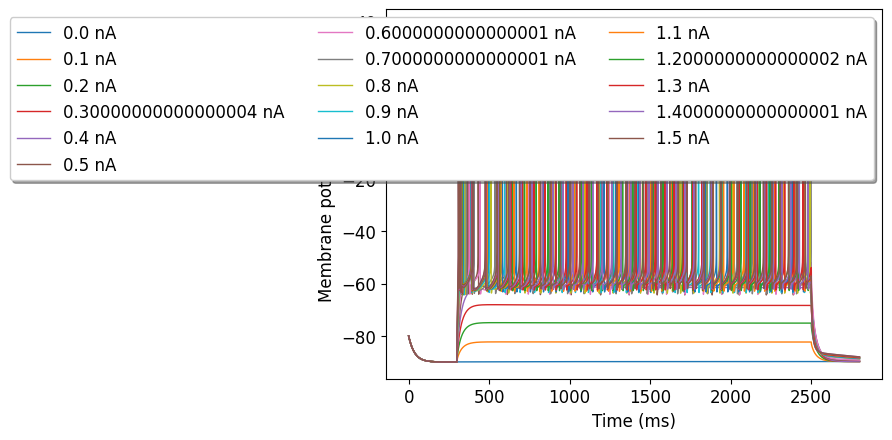 0.0 nA
0.1 nA
0.2 nA
0.30000000000000004 nA
0.4 nA
0.5 nA
0.6000000000000001 nA
0.7000000000000001 nA
0.8 nA
0.9 nA
1.0 nA
1.1 nA
1.2000000000000002 nA
1.3 nA
1.4000000000000001 nA
1.5 nA
Membrane pot
−20
−40
−60
−80
0 500 1000 1500 2000 2500
Time (ms)